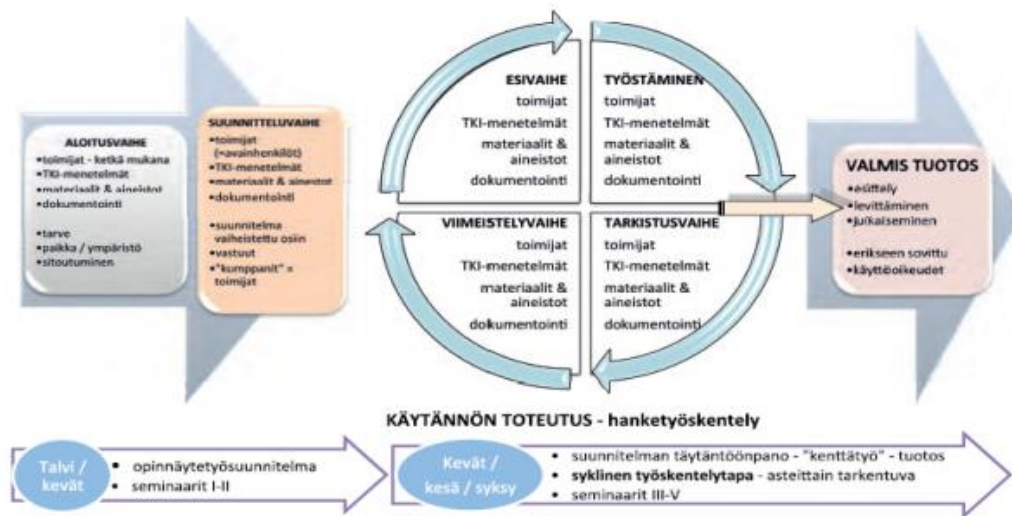 ALOITUSVAIHE
•toimijat - ketkä mukana
•TKI-menetelmät
•materiaalit & aineistot
•dokumentointi
•tarve
•paikka / ympäristö
•sitoutuminen
SUUNNITTELUVAIHE
•toimijat
(=avainhenkilöt)
•TKI-menetelmät
•materiaalit & aineistot
•dokumentointi
•suunnitelma
vaiheistettu osiin
•vastuut
•"kumppanit" =
toimijat
ESIVAIHE
toimijat
TKI-menetelmät
materiaalit &
aineistot
dokumentointi
TYÖSTÄMINEN
toimijat
TKI-menetelmät
materiaalit &
aineistot
dokumentointi
VIIMEISTELYVAIHE
toimijat
TKI-menetelmät
materiaalit &
aineistot
dokumentointi
TARKISTUSVAIHE
toimijat
TKI-menetelmät
materiaalit &
aineistot
dokumentointi
VALMIS TUOTOS
•esittely
•levittäminen
•julkaiseminen
•erikseen sovittu
•käyttöoikeudet
KÄYTÄNNÖN TOTEUTUS - hanketyöskentely
Talvi /
kevät
• opinnäytetyösuunnitelma
• seminaarit I-II
Kevät /
kesä / syksy
• suunnitelman täytäntöönpano - "kenttätyö" - tuotos
• syklinen työskentelytapa - asteittain tarkentuva
• seminaarit III-V